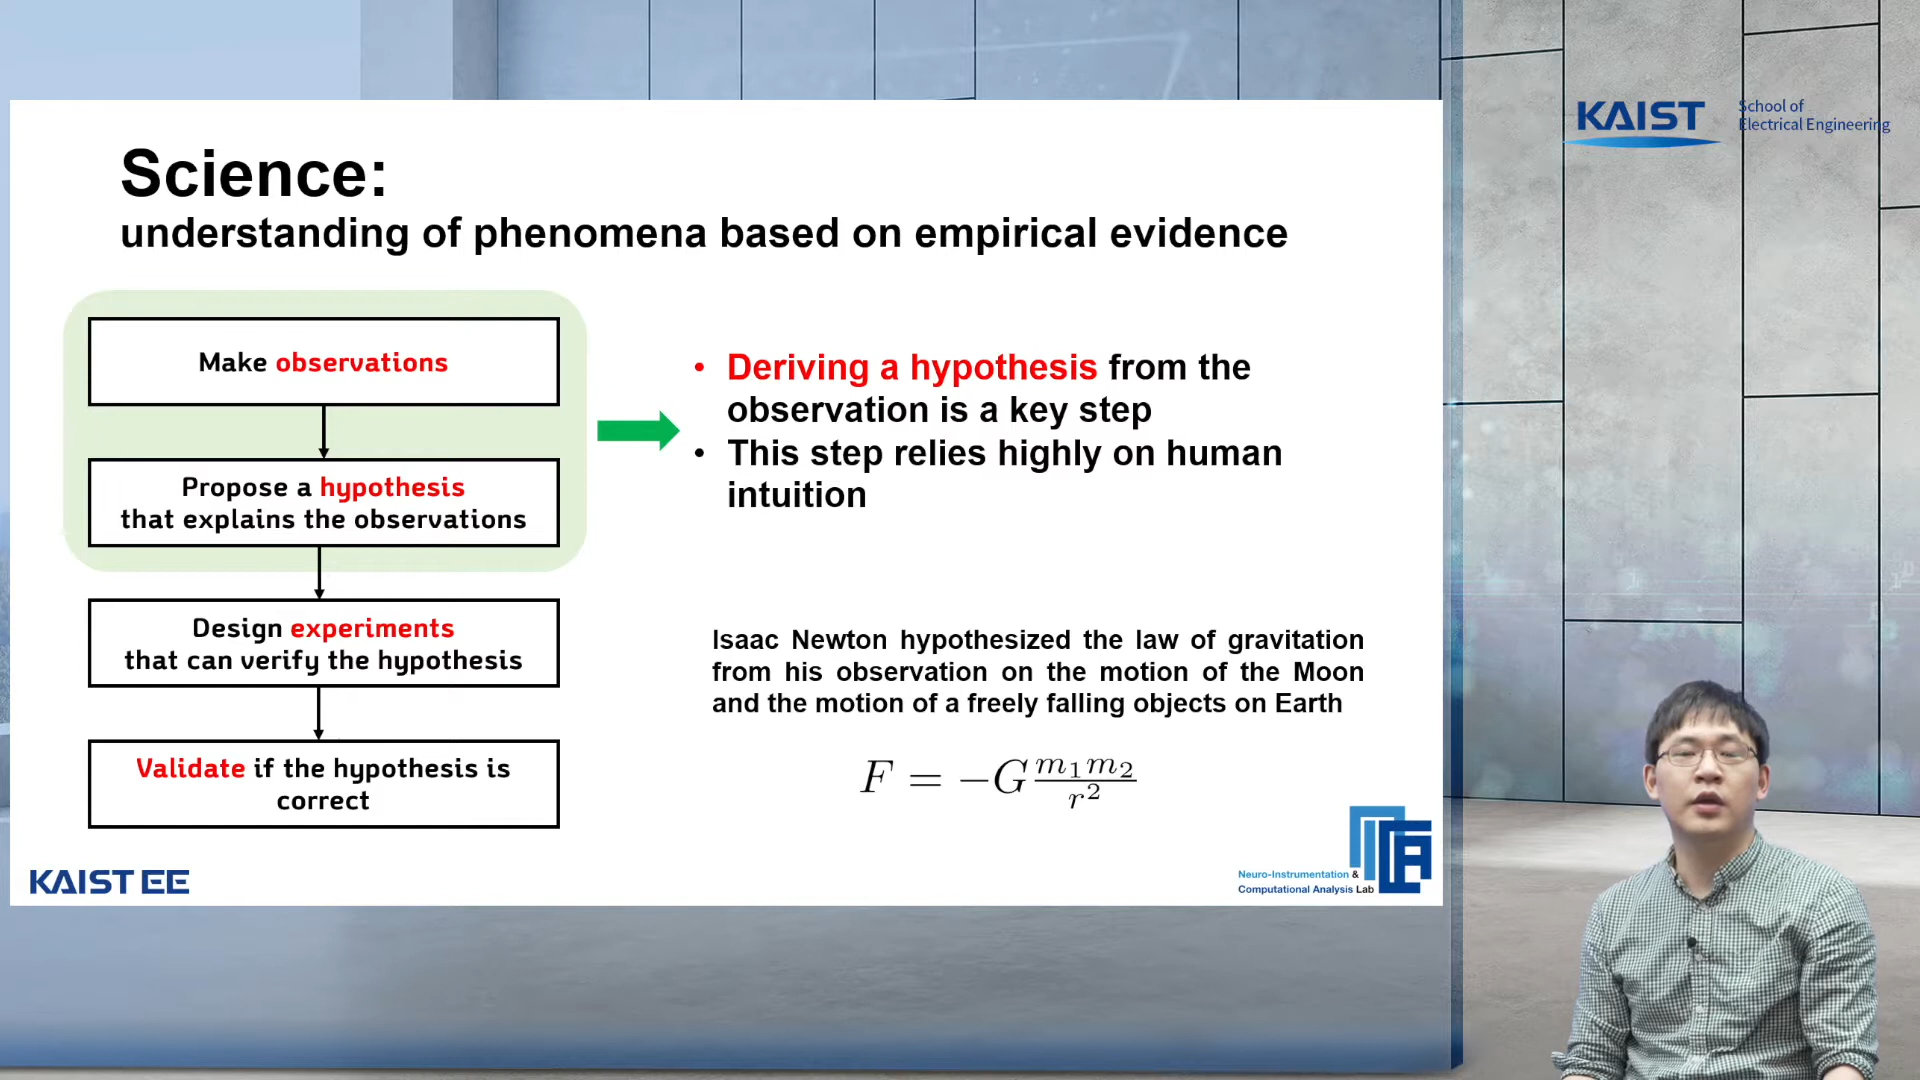 KAIST
School of
Electrical Engineering
Science:
understanding of phenomena based on empirical evidence
Make observations
Propose a hypothesis
that explains the observations
Design experiments
that can verify the hypothesis
Validate if the hypothesis is
correct
• Deriving a hypothesis from the
observation is a key step
• This step relies highly on human
intuition
Isaac Newton hypothesized the law of gravitation
from his observation on the motion of the Moon
and the motion of a freely falling objects on Earth
F = −G m₁m₂ / r²
KAIST EE
Neuro-Instrumentation &
Computational Analysis Lab